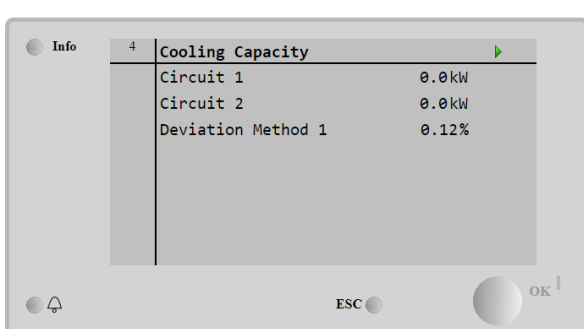 Info
4 Cooling Capacity
Circuit 1 0.0kW
Circuit 2 0.0kW
Deviation Method 1 0.12%
ESC
OK